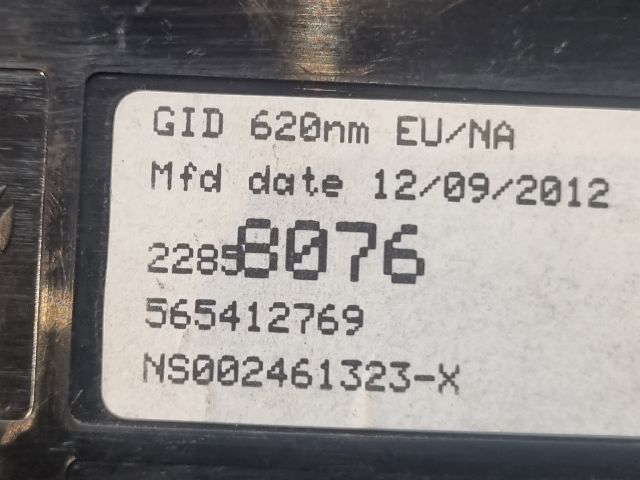 GID 620nm EU/NA
Mfd date 12/09/2012
22858076
565412769
NS002461323-X